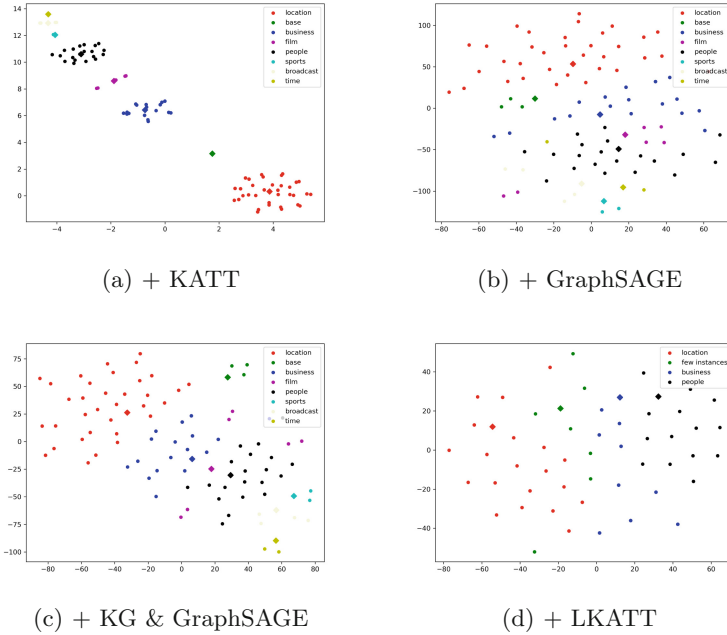 14
12
10
8
6
4
2
0
−4 −2 0 2 4
location
base
business
film
people
sports
broadcast
time
(a) + KATT
100
50
0
−50
−100
−80 −60 −40 −20 0 20 40 60
location
base
business
film
people
sports
broadcast
time
(b) + GraphSAGE
75
50
25
0
−25
−50
−75
−100
−80 −60 −40 −20 0 20 40 60 80
location
base
business
film
people
sports
broadcast
time
(c) + KG & GraphSAGE
40
20
0
−20
−40
−80 −60 −40 −20 0 20 40 60
location
few instances
business
people
(d) + LKATT